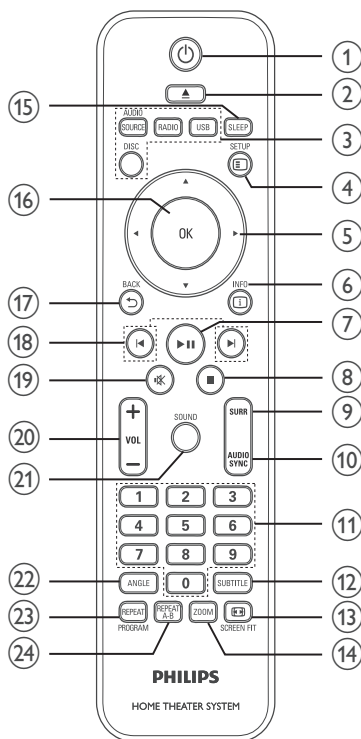 1
2
15
AUDIO
SOURCE RADIO USB SLEEP
3
DISC
SETUP
4
16
OK
5
BACK
INFO
6
17
7
18
19
8
+
SURR
9
20
VOL
SOUND
AUDIO
SYNC
10
–
21
1 2 3
4 5 6
11
7 8 9
22
ANGLE 0 SUBTITLE
12
23
REPEAT REPEAT
A-B ZOOM
13
PROGRAM
SCREEN FIT
24
14
PHILIPS
HOME THEATER SYSTEM